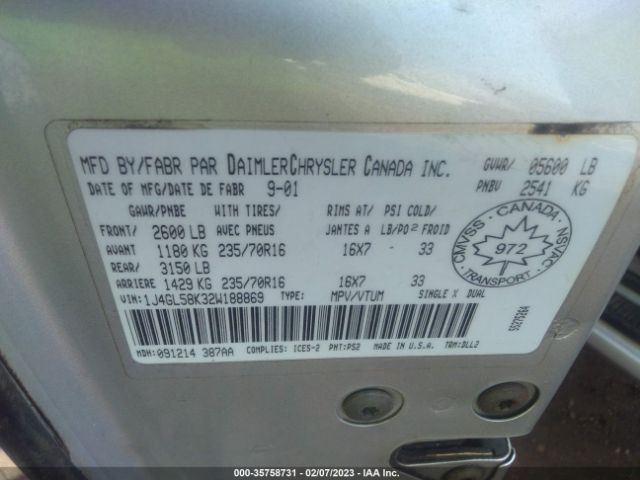 MFD BY/FABR PAR DAIMLERCHRYSLER CANADA INC.
GVWR/ 05600 LB
DATE OF MFG/DATE DE FABR 9-01
PNBV 2541 KG
GAWR/PNBE WITH TIRES/ RIMS AT/ PSI COLD/
FRONT/ 2600 LB AVEC PNEUS JANTES A LB/PO2 FROID
AVANT 1180 KG 235/70R16 16X7 - 33
REAR/ 3150 LB
ARRIERE 1429 KG 235/70R16 16X7 33
VIN: 1J4GL58K32W188869 TYPE: MPV/VTUM SINGLE X DUAL
MDH: 091214 387AA COMPLIES: ICES-2 PNT: PS2 MADE IN U.S.A. TRM: DLL2
CMVSS - CANADA - NSVAC
972
TRANSPORT
000-35758731 - 02/07/2023 - IAA Inc.